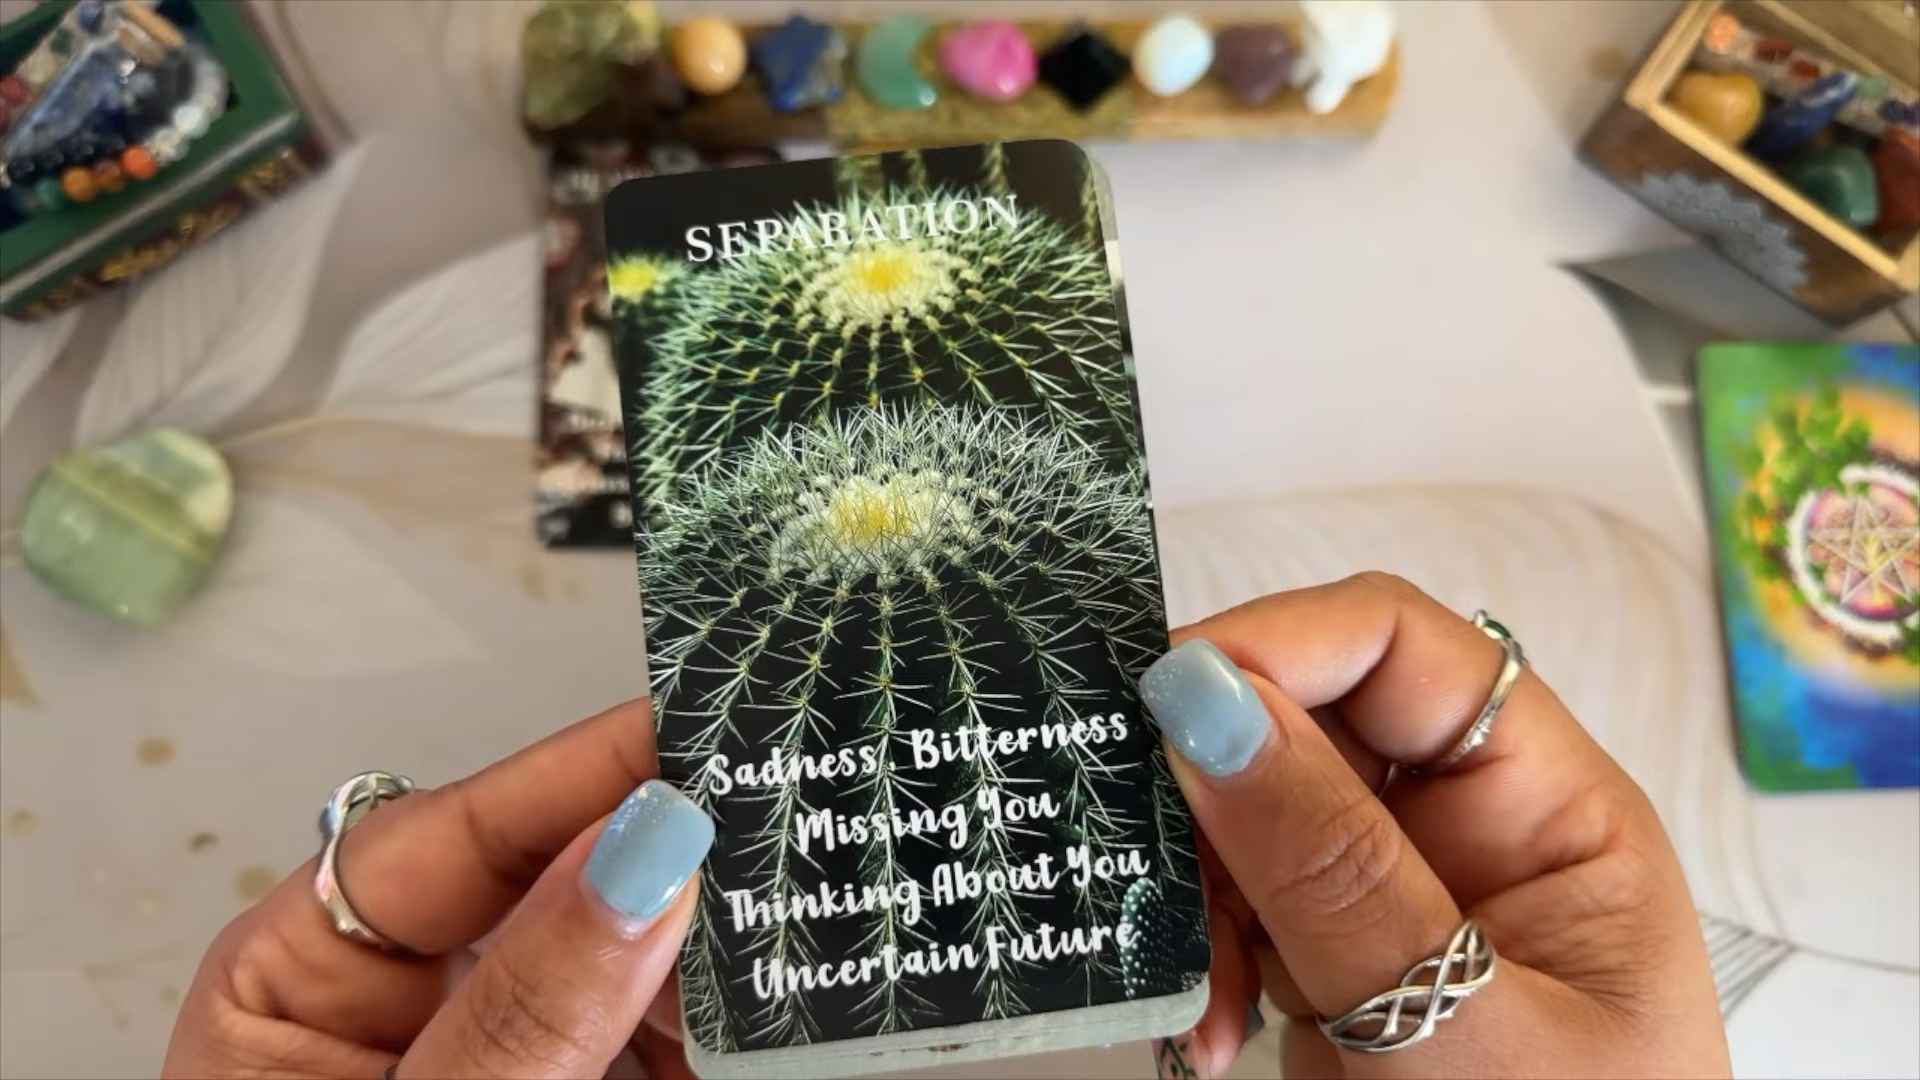 SEPARATION
Sadness, Bitterness
Missing You
Thinking About You
Uncertain Future